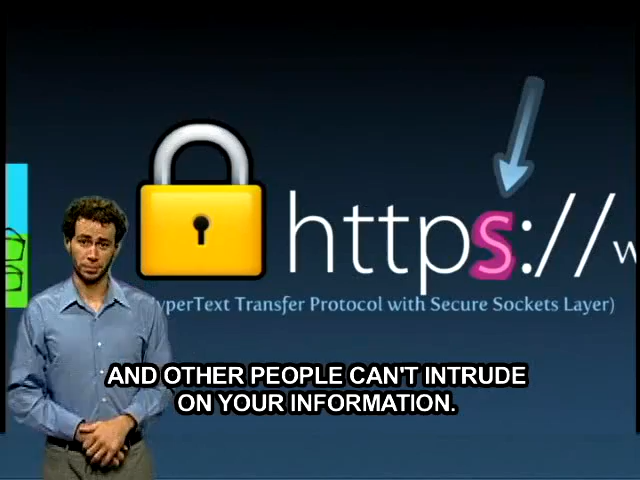 https://w
yperText Transfer Protocol with Secure Sockets Layer)
AND OTHER PEOPLE CAN'T INTRUDE
ON YOUR INFORMATION.